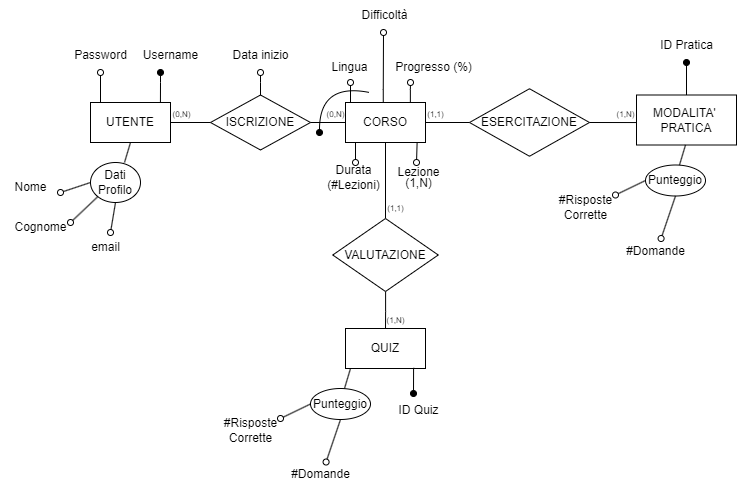 Difficoltà
Password
Username
Data inizio
Lingua
Progresso (%)
ID Pratica
UTENTE
(0,N)
ISCRIZIONE
(0,N)
CORSO
(1,1)
ESERCITAZIONE
(1,N)
MODALITA'
PRATICA
Dati
Profilo
Nome
Cognome
email
Durata
(#Lezioni)
Lezione
(1,N)
Punteggio
#Risposte
Corrette
#Domande
(1,1)
VALUTAZIONE
(1,N)
QUIZ
Punteggio
#Risposte
Corrette
#Domande
ID Quiz